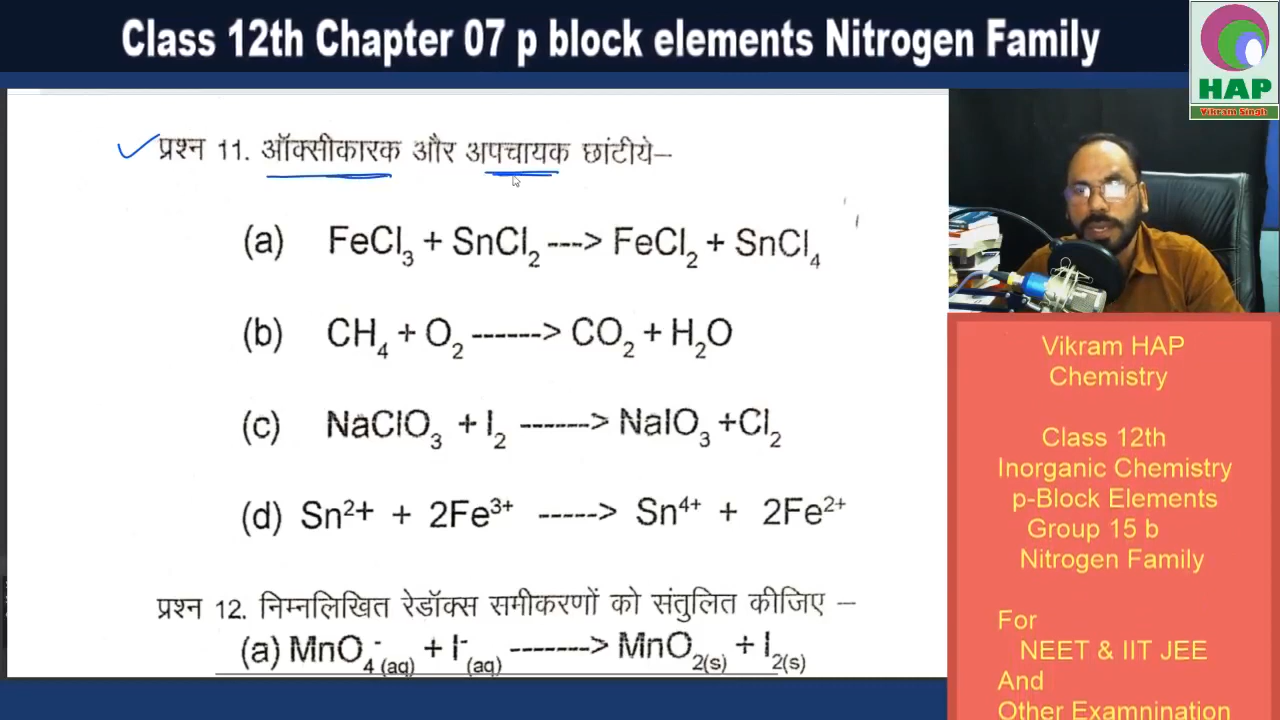 Class 12th Chapter 07 p block elements Nitrogen Family
HAP
Vikram Singh
प्रश्न 11. ऑक्सीकारक और अपचायक छांटीये–
(a) FeCl₃ + SnCl₂ ---> FeCl₂ + SnCl₄
(b) CH₄ + O₂ ------> CO₂ + H₂O
(c) NaClO₃ + I₂ ------> NaIO₃ +Cl₂
(d) Sn²⁺ + 2Fe³⁺ -----> Sn⁴⁺ + 2Fe²⁺
प्रश्न 12. निम्नलिखित रेडॉक्स समीकरणों को संतुलित कीजिए –
(a) MnO₄⁻(aq) + I⁻(aq) -------> MnO₂(s) + I₂(s)
Vikram HAP
Chemistry
Class 12th
Inorganic Chemistry
p-Block Elements
Group 15 b
Nitrogen Family
For
NEET & IIT JEE
And
Other Examnination